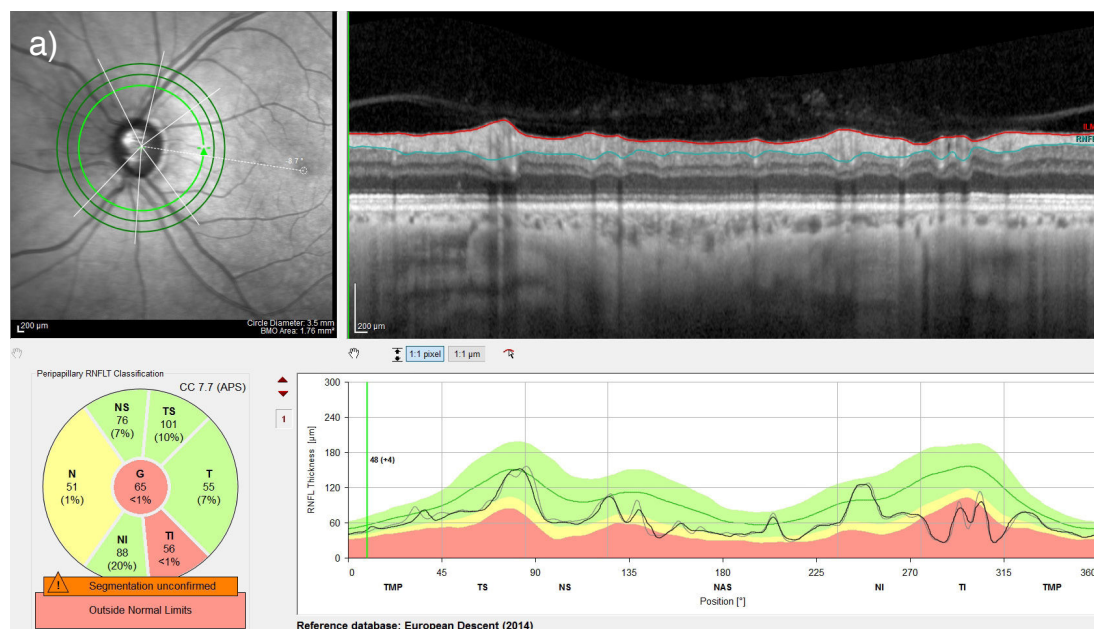 a)
3.7°
200 µm
Circle Diameter: 3.5 mm
BMO Area: 1.76 mm²
ILM
RNFL
200 µm
1:1 pixel
1:1 µm
Peripapillary RNFLT Classification
CC 7.7 (APS)
NS
76
(7%)
TS
101
(10%)
N
51
(1%)
G
65
<1%
T
55
(7%)
NI
88
(20%)
TI
56
<1%
! Segmentation unconfirmed
Outside Normal Limits
1
RNFL Thickness [µm]
300
240
180
120
60
0
48 (+4)
0 45 90 135 180 225 270 315 360
TMP TS NS NAS NI TI TMP
Position [°]
Reference database: European Descent (2014)